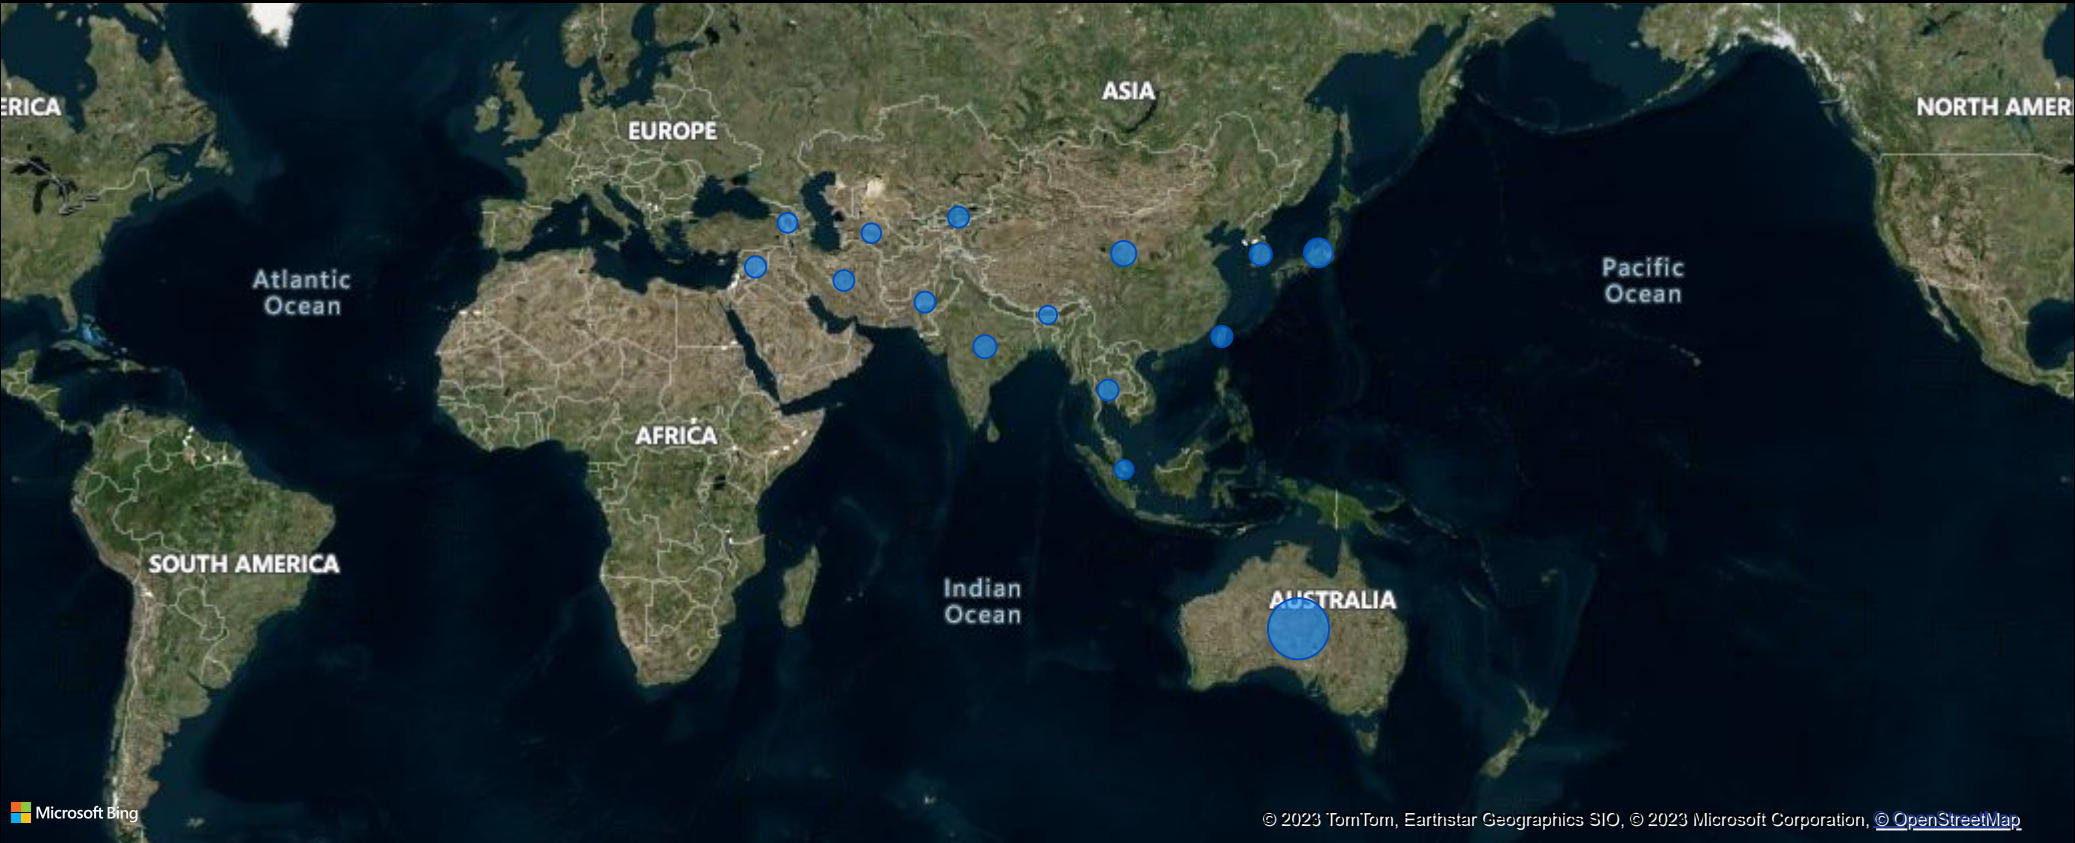 ASIA
ERICA
NORTH AMER
EUROPE
Atlantic
Ocean
Pacific
Ocean
AFRICA
SOUTH AMERICA
Indian
Ocean
AUSTRALIA
Microsoft Bing
© 2023 TomTom, Earthstar Geographics SIO, © 2023 Microsoft Corporation, © OpenStreetMap